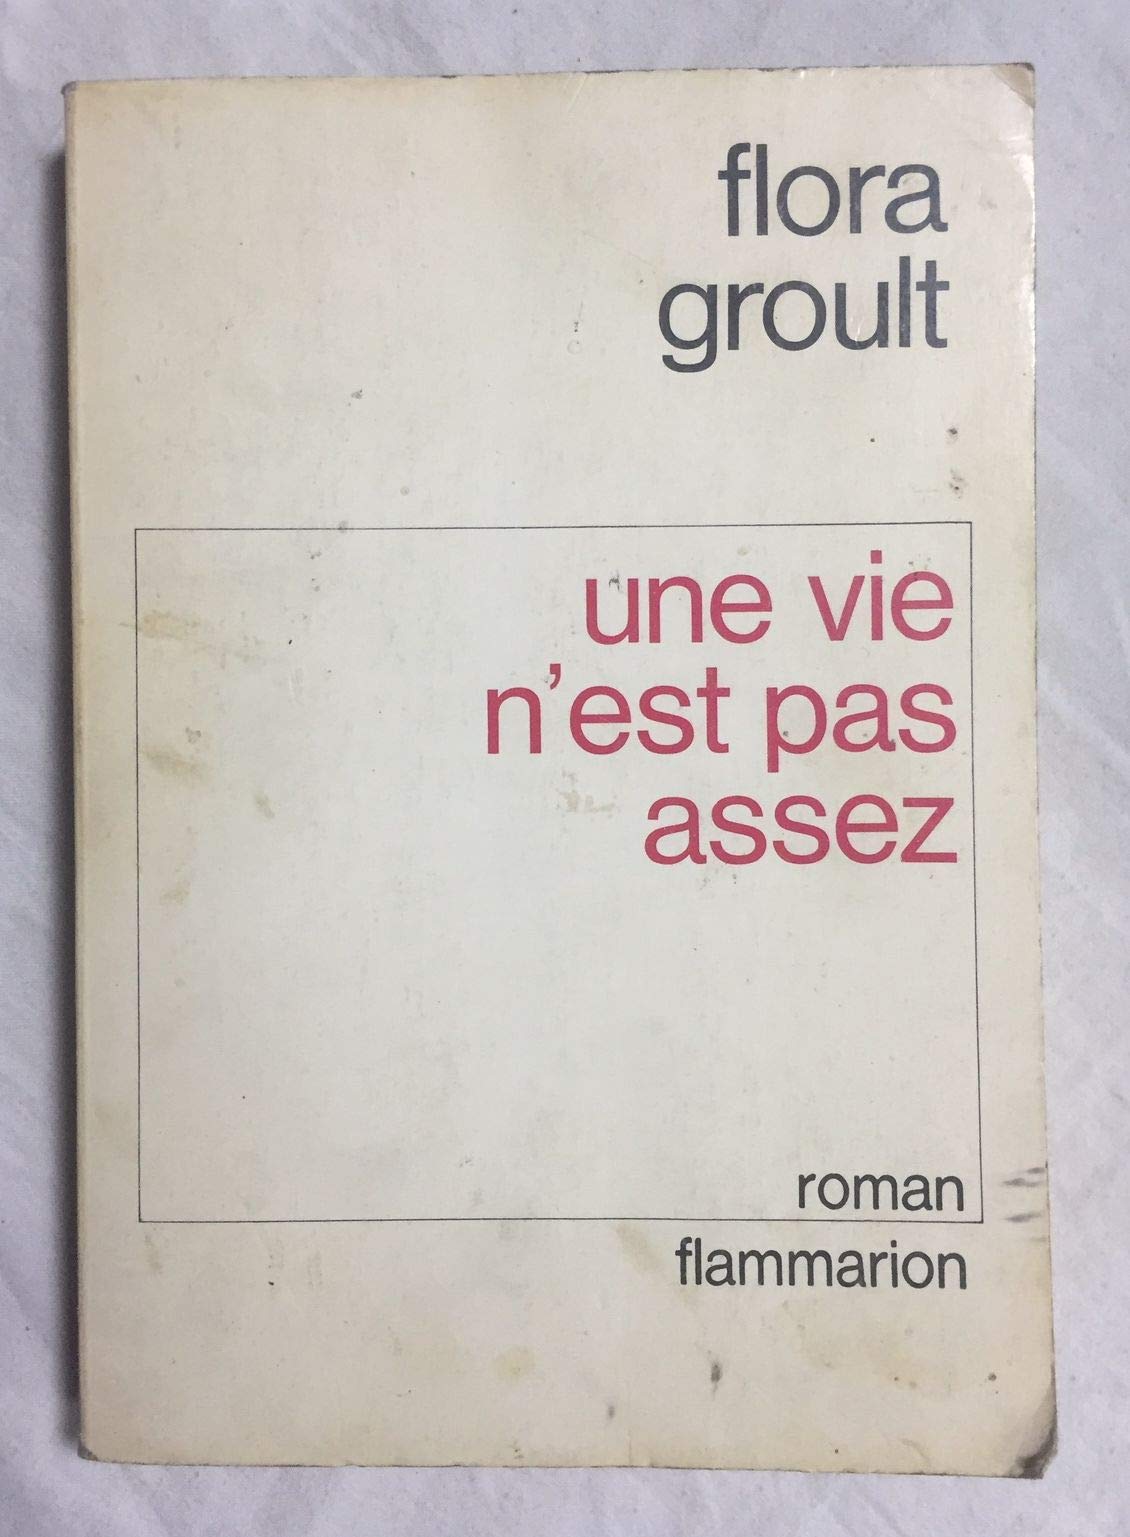 flora
groult
une vie
n'est pas
assez
roman
flammarion